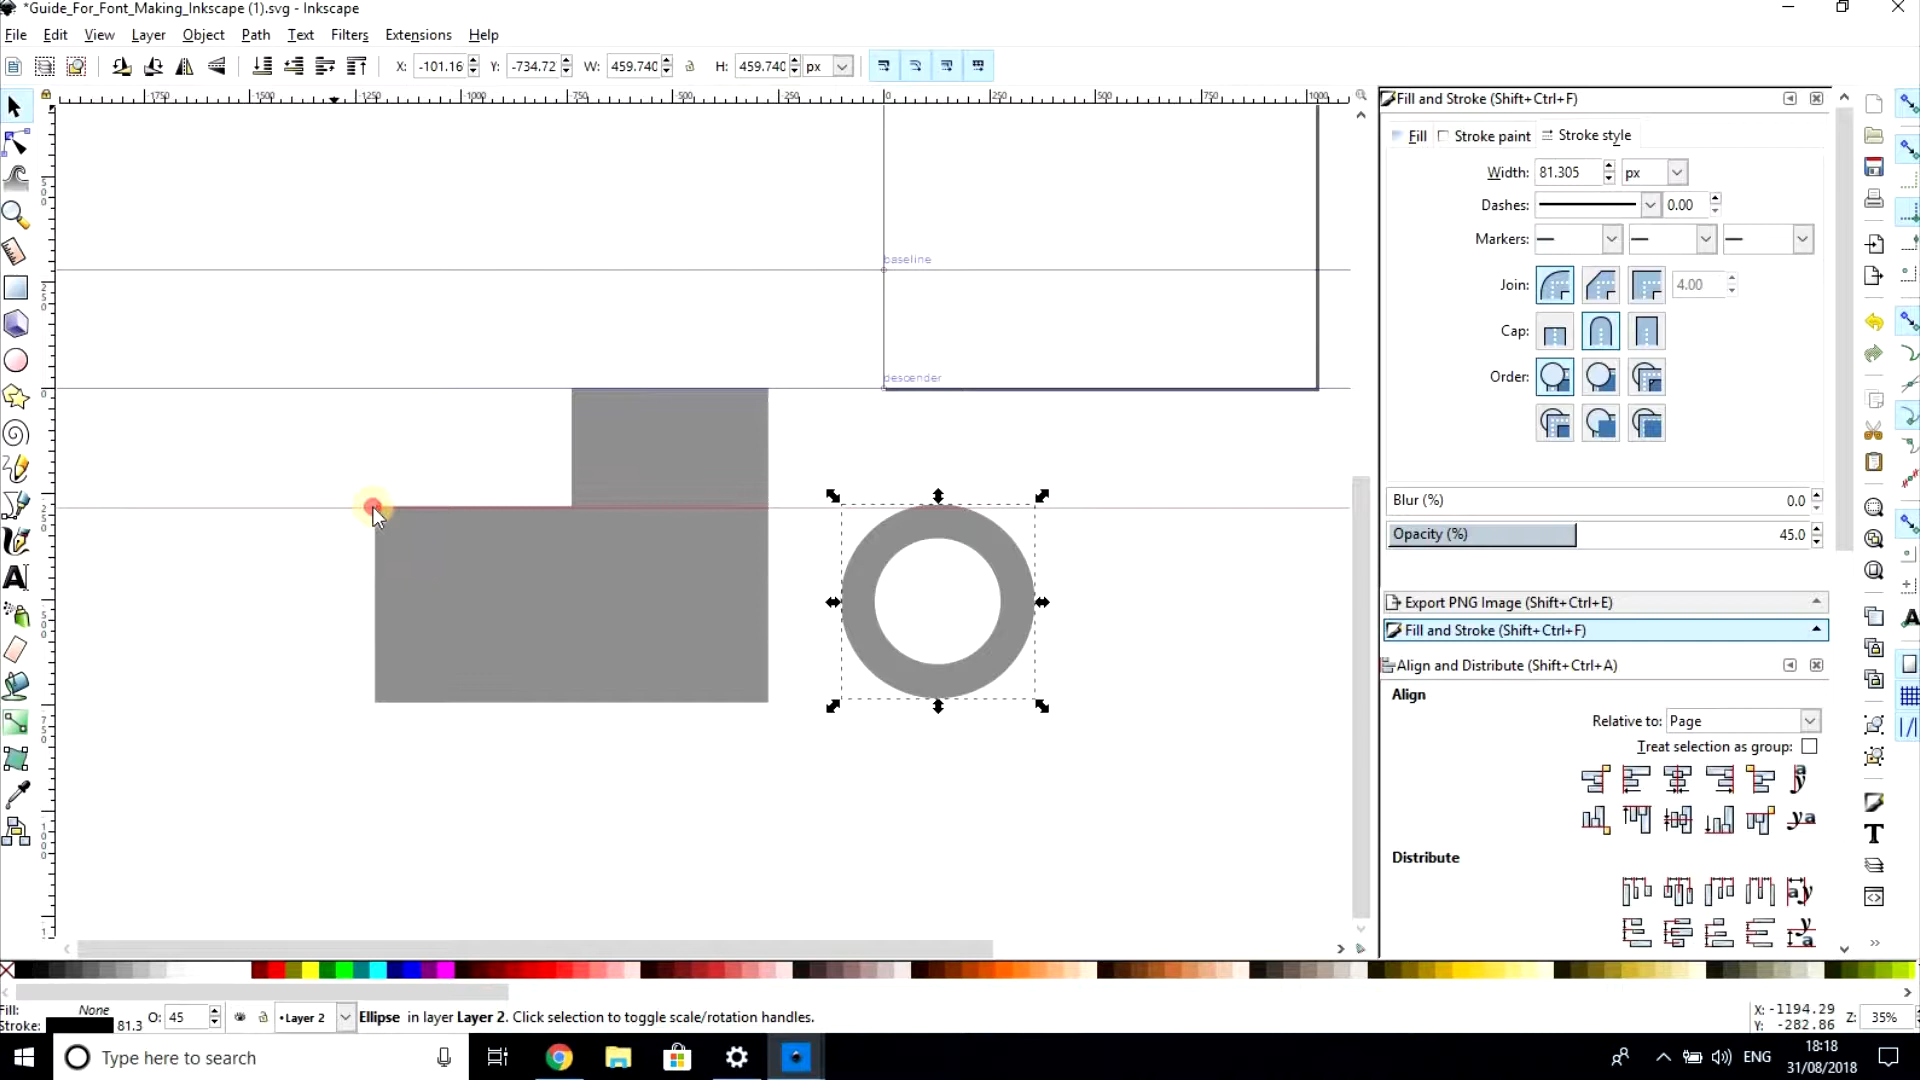 *Guide_For_Font_Making_Inkscape (1).svg - Inkscape
File Edit View Layer Object Path Text Filters Extensions Help
X: -101.16 Y: -734.72 W: 459.740 H: 459.740 px
Fill and Stroke (Shift+Ctrl+F)
Fill Stroke paint Stroke style
Width: 81.305 px
Dashes: 0.00
Markers:
Join: 4.00
Cap:
Order:
baseline
descender
Blur (%) 0.0
Opacity (%) 45.0
Export PNG Image (Shift+Ctrl+E)
Fill and Stroke (Shift+Ctrl+F)
Align and Distribute (Shift+Ctrl+A)
Align
Relative to: Page
Treat selection as group:
Distribute
Fill: None
Stroke: 81.3 O: 45 •Layer 2 Ellipse in layer Layer 2. Click selection to toggle scale/rotation handles.
X: -1194.29
Y: -282.86
Z: 35%
Type here to search
ENG
18:18
31/08/2018